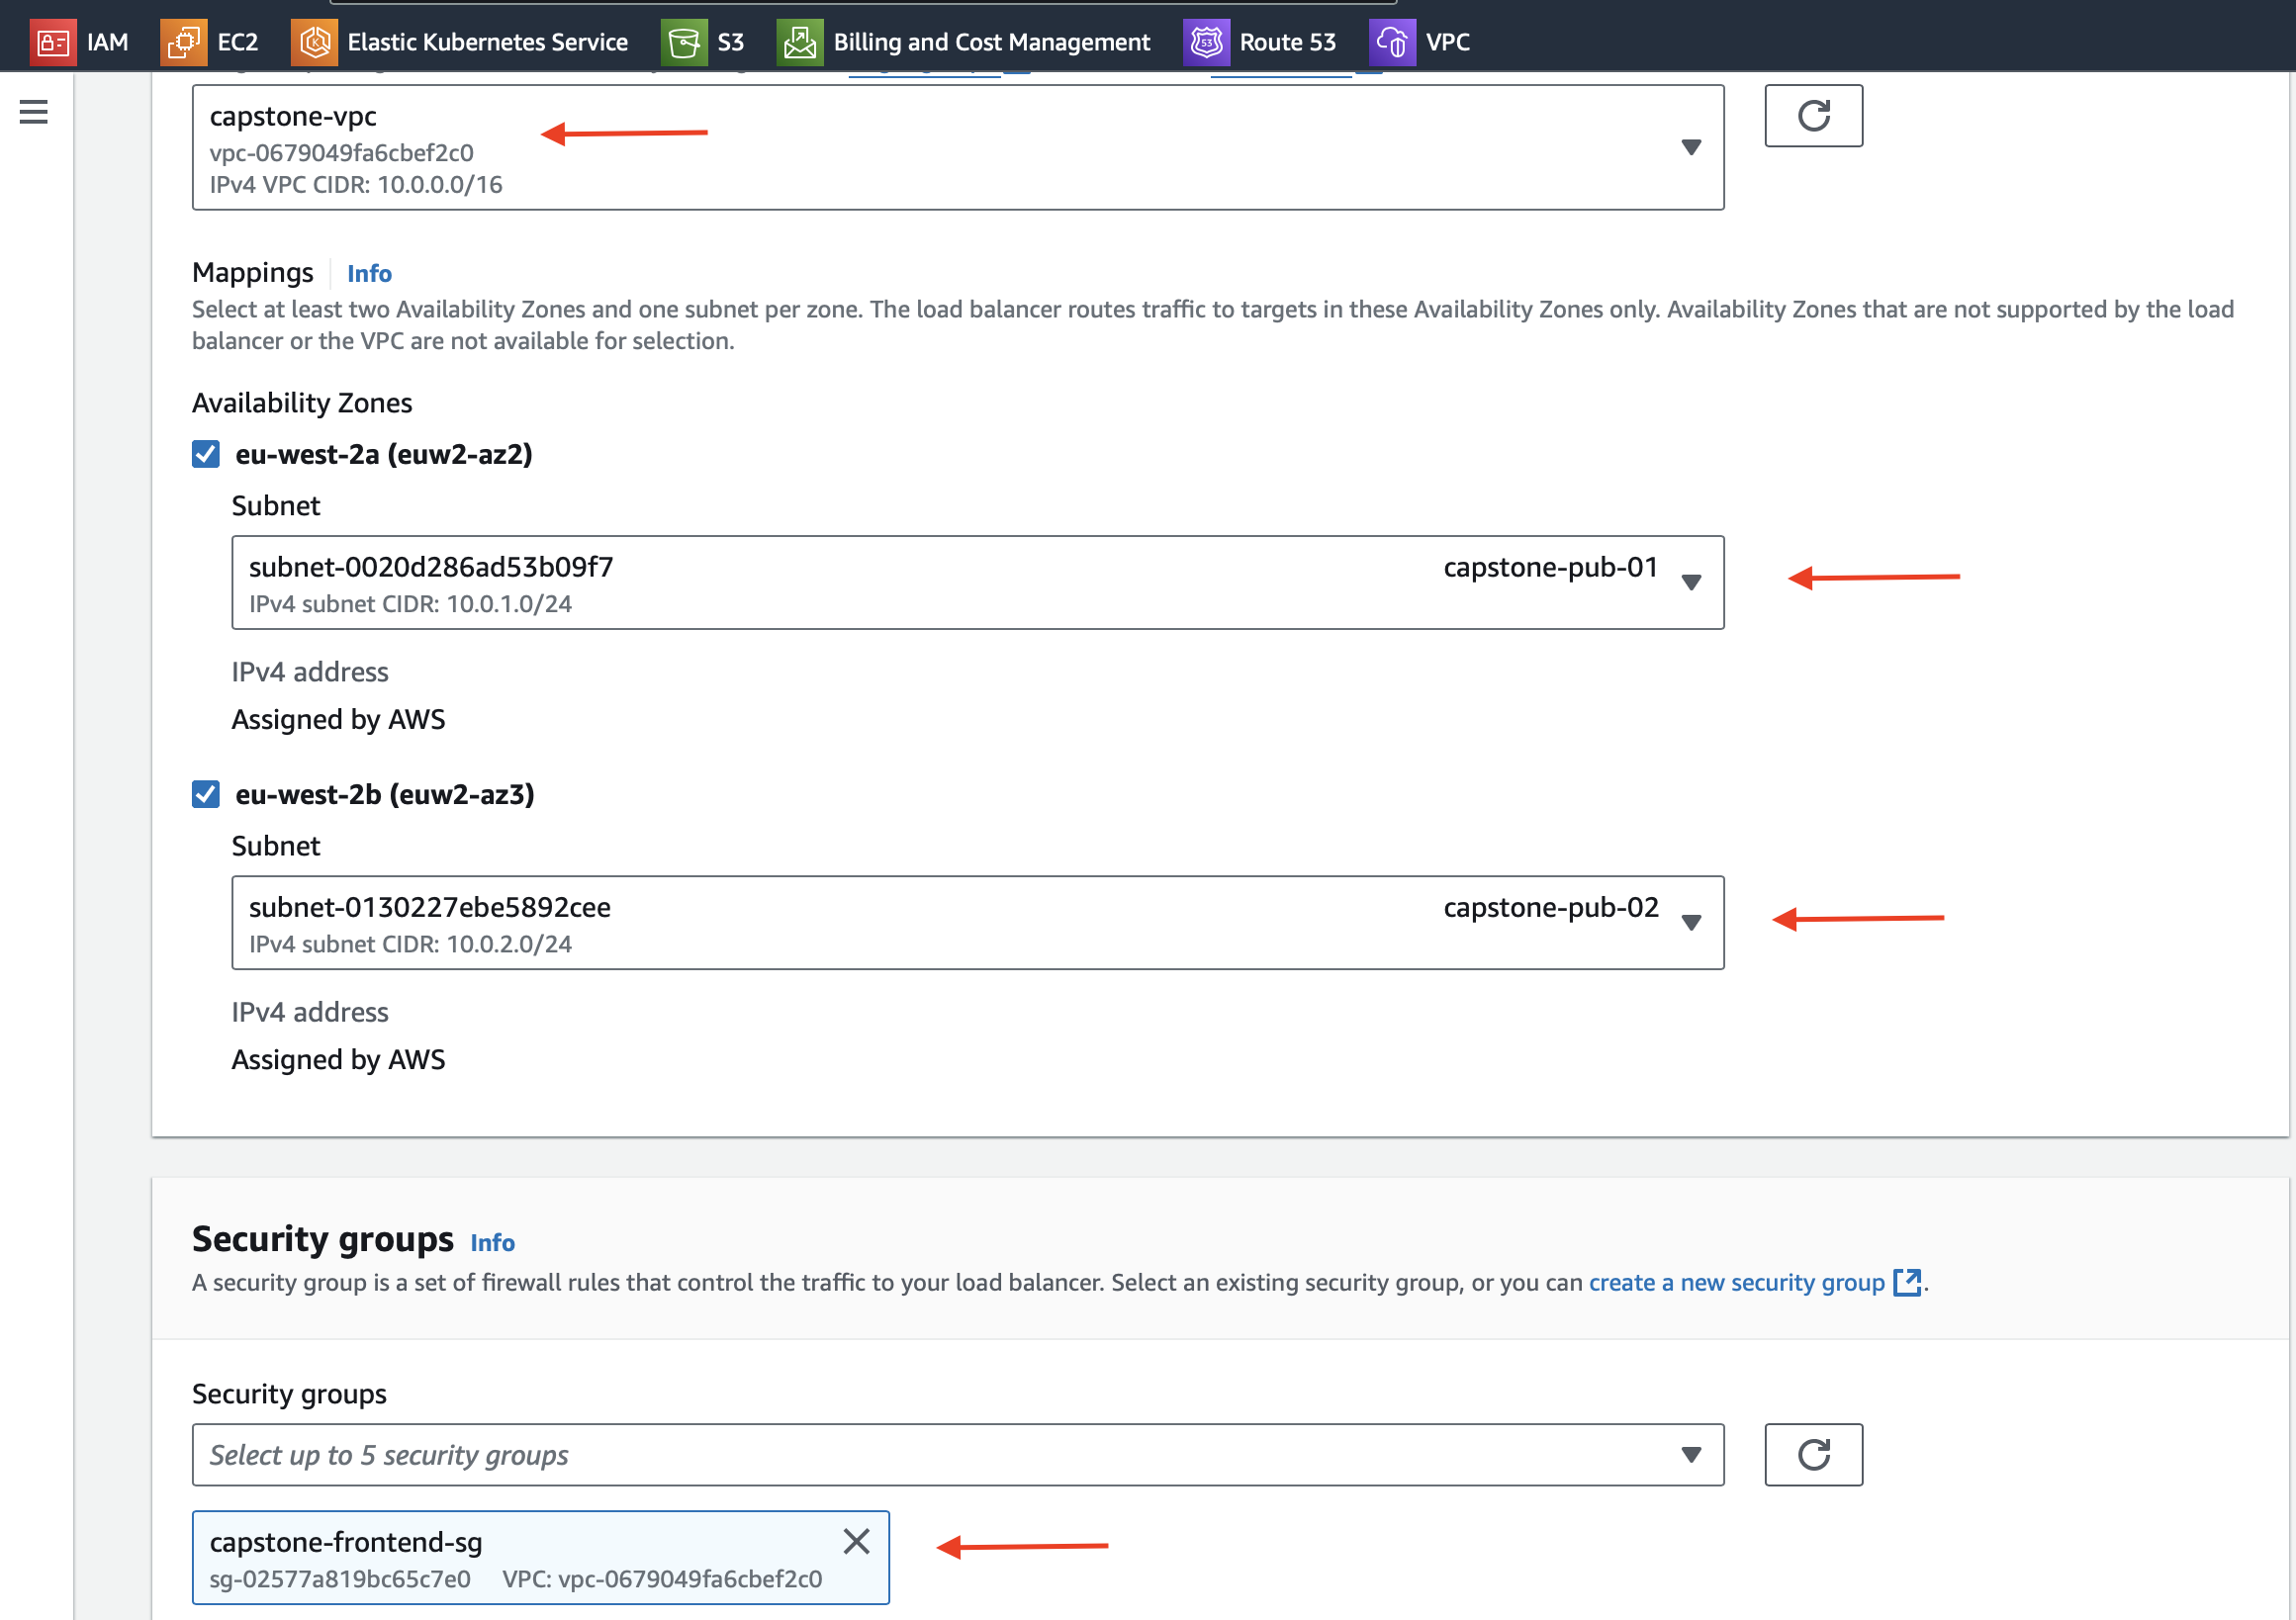 IAM EC2 Elastic Kubernetes Service S3 Billing and Cost Management Route 53 VPC
capstone-vpc
vpc-0679049fa6cbef2c0
IPv4 VPC CIDR: 10.0.0.0/16
Mappings Info
Select at least two Availability Zones and one subnet per zone. The load balancer routes traffic to targets in these Availability Zones only. Availability Zones that are not supported by the load
balancer or the VPC are not available for selection.
Availability Zones
eu-west-2a (euw2-az2)
Subnet
subnet-0020d286ad53b09f7 capstone-pub-01
IPv4 subnet CIDR: 10.0.1.0/24
IPv4 address
Assigned by AWS
eu-west-2b (euw2-az3)
Subnet
subnet-0130227ebe5892cee capstone-pub-02
IPv4 subnet CIDR: 10.0.2.0/24
IPv4 address
Assigned by AWS
Security groups Info
A security group is a set of firewall rules that control the traffic to your load balancer. Select an existing security group, or you can create a new security group .
Security groups
Select up to 5 security groups
capstone-frontend-sg
sg-02577a819bc65c7e0 VPC: vpc-0679049fa6cbef2c0